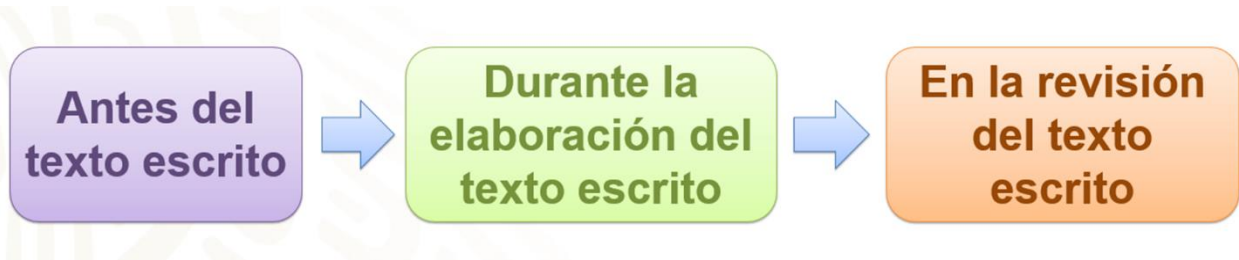 Antes del
texto escrito
Durante la
elaboración del
texto escrito
En la revisión
del texto
escrito